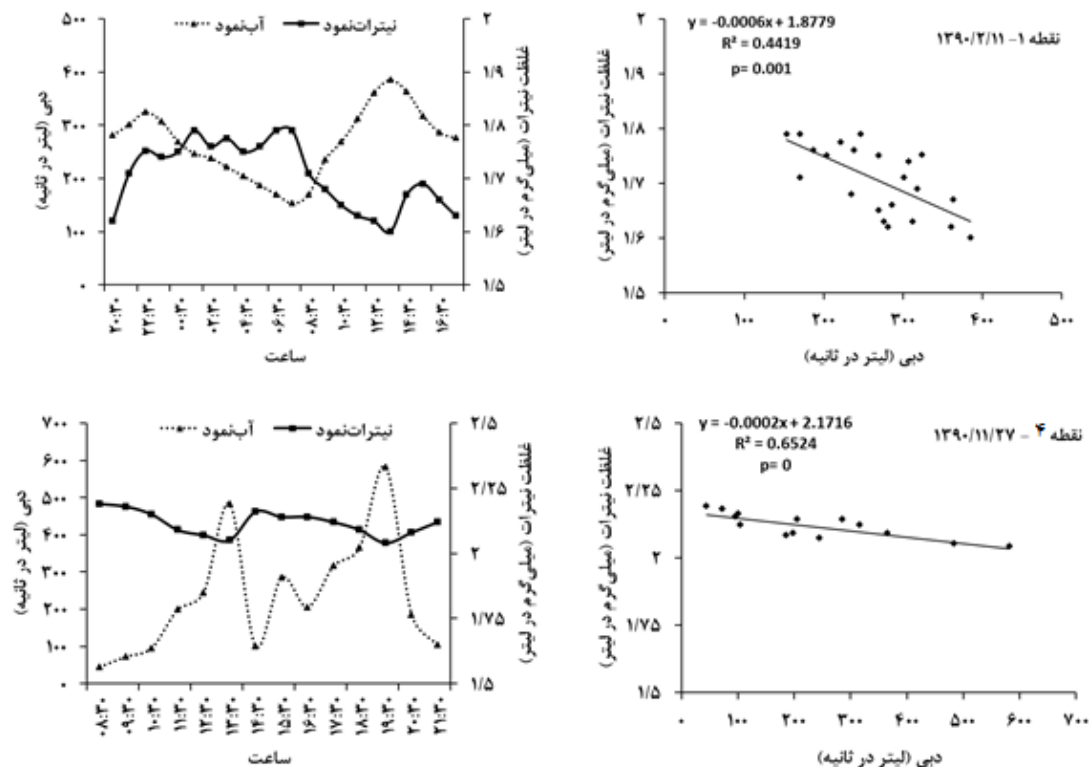 آب‌نمود نیترات‌نمود
۵۰۰
۴۰۰
۳۰۰
۲۰۰
۱۰۰
۰
دبی (لیتر در ثانیه)
۲
۱/۹
۱/۸
۱/۷
۱/۶
۱/۵
غلظت نیترات (میلی‌گرم در لیتر)
۲۰:۳۰
۲۲:۳۰
۰۰:۳۰
۰۲:۳۰
۰۴:۳۰
۰۶:۳۰
۰۸:۳۰
۱۰:۳۰
۱۲:۳۰
۱۴:۳۰
۱۶:۳۰
ساعت
نقطه ۱- ۱۳۹۰/۲/۱۱
y = -0.0006x + 1.8779
R² = 0.4419
p= 0.001
۲
۱/۹
۱/۸
۱/۷
۱/۶
۱/۵
غلظت نیترات (میلی‌گرم در لیتر)
۰ ۱۰۰ ۲۰۰ ۳۰۰ ۴۰۰ ۵۰۰
دبی (لیتر در ثانیه)
آب‌نمود نیترات‌نمود
۷۰۰
۶۰۰
۵۰۰
۴۰۰
۳۰۰
۲۰۰
۱۰۰
۰
دبی (لیتر در ثانیه)
۲/۵
۲/۲۵
۲
۱/۷۵
۱/۵
غلظت نیترات (میلی‌گرم در لیتر)
۰۸:۳۰
۰۹:۳۰
۱۰:۳۰
۱۱:۳۰
۱۲:۳۰
۱۳:۳۰
۱۴:۳۰
۱۵:۳۰
۱۶:۳۰
۱۷:۳۰
۱۸:۳۰
۱۹:۳۰
۲۰:۳۰
۲۱:۳۰
ساعت
نقطه ۴ - ۱۳۹۰/۱۱/۲۷
y = -0.0002x + 2.1716
R² = 0.6524
p= 0
۲/۵
۲/۲۵
۲
۱/۷۵
۱/۵
غلظت نیترات (میلی‌گرم در لیتر)
۰ ۱۰۰ ۲۰۰ ۳۰۰ ۴۰۰ ۵۰۰ ۶۰۰ ۷۰۰
دبی (لیتر در ثانیه)